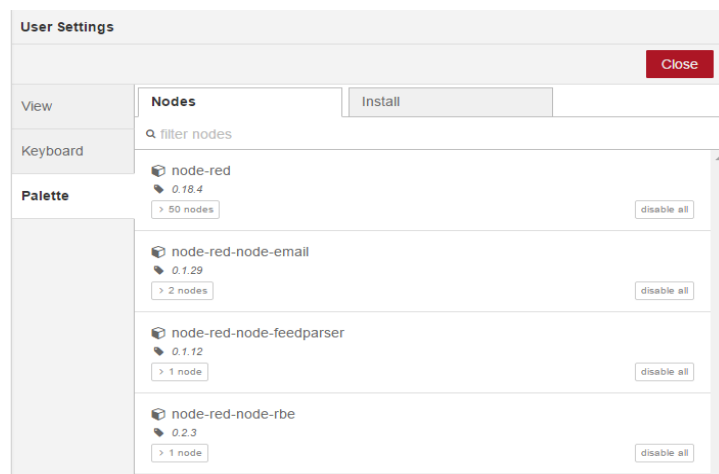 User Settings
Close
View
Keyboard
Palette
Nodes
Install
filter nodes
node-red
0.18.4
> 50 nodes
disable all
node-red-node-email
0.1.29
> 2 nodes
disable all
node-red-node-feedparser
0.1.12
> 1 node
disable all
node-red-node-rbe
0.2.3
> 1 node
disable all